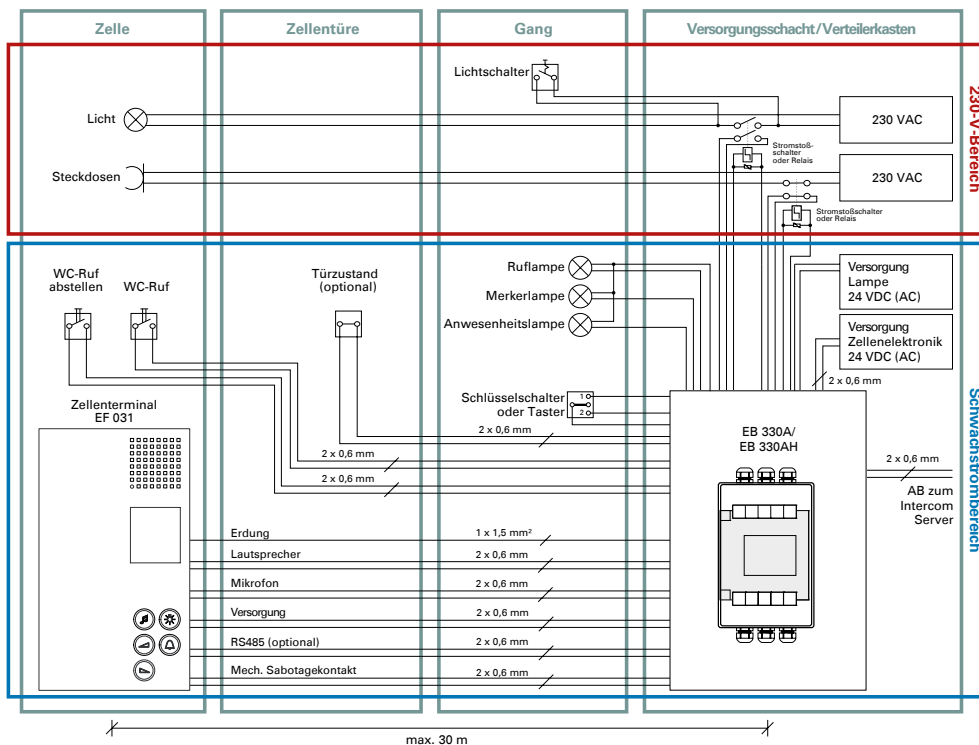 Zelle
Zellentüre
Gang
Versorgungsschacht/Verteilerkasten
230-V-Bereich
Lichtschalter
Licht
230 VAC
Stromstoß-
schalter
oder Relais
Steckdosen
230 VAC
Stromstoßschalter
oder Relais
Schwachstrombereich
WC-Ruf
abstellen
WC-Ruf
Türzustand
(optional)
Ruflampe
Merkerlampe
Anwesenheitslampe
Versorgung
Lampe
24 VDC (AC)
Versorgung
Zellenelektronik
24 VDC (AC)
2 x 0,6 mm
Schlüsselschalter
oder Taster
1
2
Zellenterminal
EF 031
2 x 0,6 mm
2 x 0,6 mm
2 x 0,6 mm
EB 330A/
EB 330AH
2 x 0,6 mm
AB zum
Intercom
Server
Erdung
1 x 1,5 mm²
Lautsprecher
2 x 0,6 mm
Mikrofon
2 x 0,6 mm
Versorgung
2 x 0,6 mm
RS485 (optional)
2 x 0,6 mm
Mech. Sabotagekontakt
2 x 0,6 mm
max. 30 m